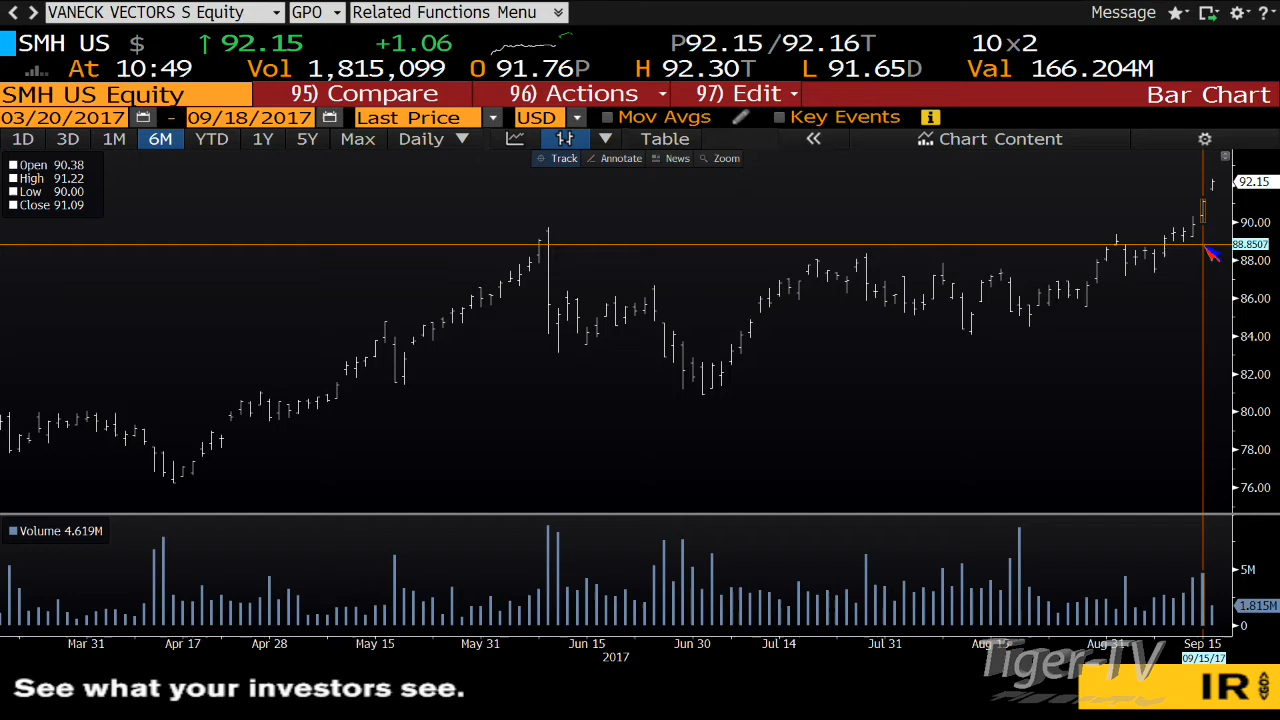 VANECK VECTORS S Equity GPO Related Functions Menu Message ?
SMH US $ ↑ 92.15 +1.06 P92.15 /92.16T 10 x 2
At 10:49 Vol 1,815,099 O 91.76P H 92.30T L 91.65D Val 166.204M
SMH US Equity 95) Compare 96) Actions 97) Edit Bar Chart
03/20/2017 - 09/18/2017 Last Price USD Mov Avgs Key Events
1D 3D 1M 6M YTD 1Y 5Y Max Daily ▼ Table « Chart Content
Track Annotate News Zoom
Open 90.38
High 91.22
Low 90.00
Close 91.09
92.15
90.00
88.8507
88.00
86.00
84.00
82.00
80.00
78.00
76.00
Volume 4.619M
5M
1.815M
0
Mar 31 Apr 17 Apr 28 May 15 May 31 Jun 15 Jun 30 Jul 14 Jul 31 Aug 15 Aug 31 Sep 15
2017
09/15/17
Tiger-TV
See what your investors see.
IR